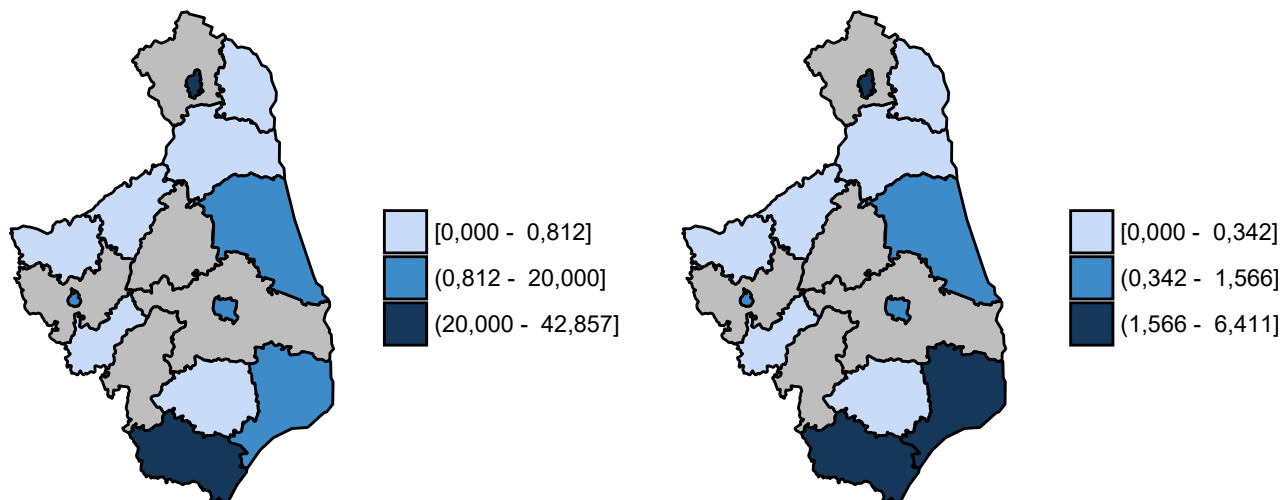 [0,000 - 0,812]
(0,812 - 20,000]
(20,000 - 42,857]
[0,000 - 0,342]
(0,342 - 1,566]
(1,566 - 6,411]